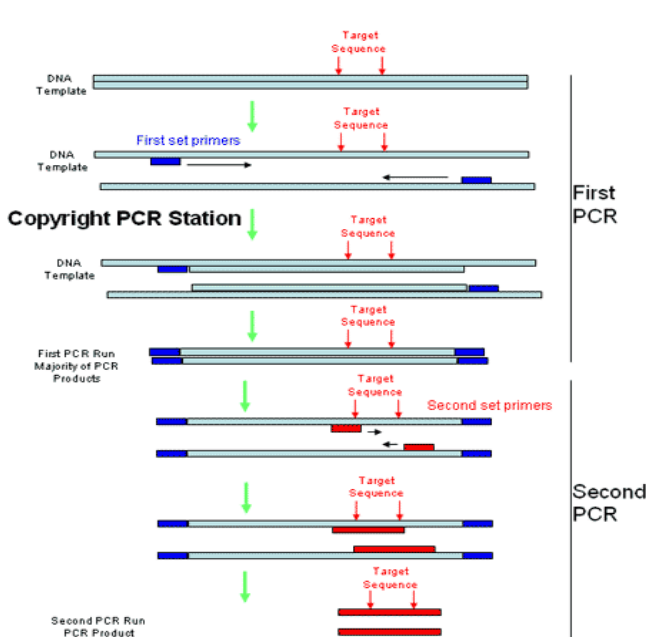 Target
Sequence
DNA
Template
Target
Sequence
First set primers
DNA
Template
First
PCR
Copyright PCR Station
Target
Sequence
DNA
Template
Target
Sequence
First PCR Run
Majority of PCR
Products
Target
Sequence
Second set primers
Target
Sequence
Second
PCR
Target
Sequence
Second PCR Run
PCR Product